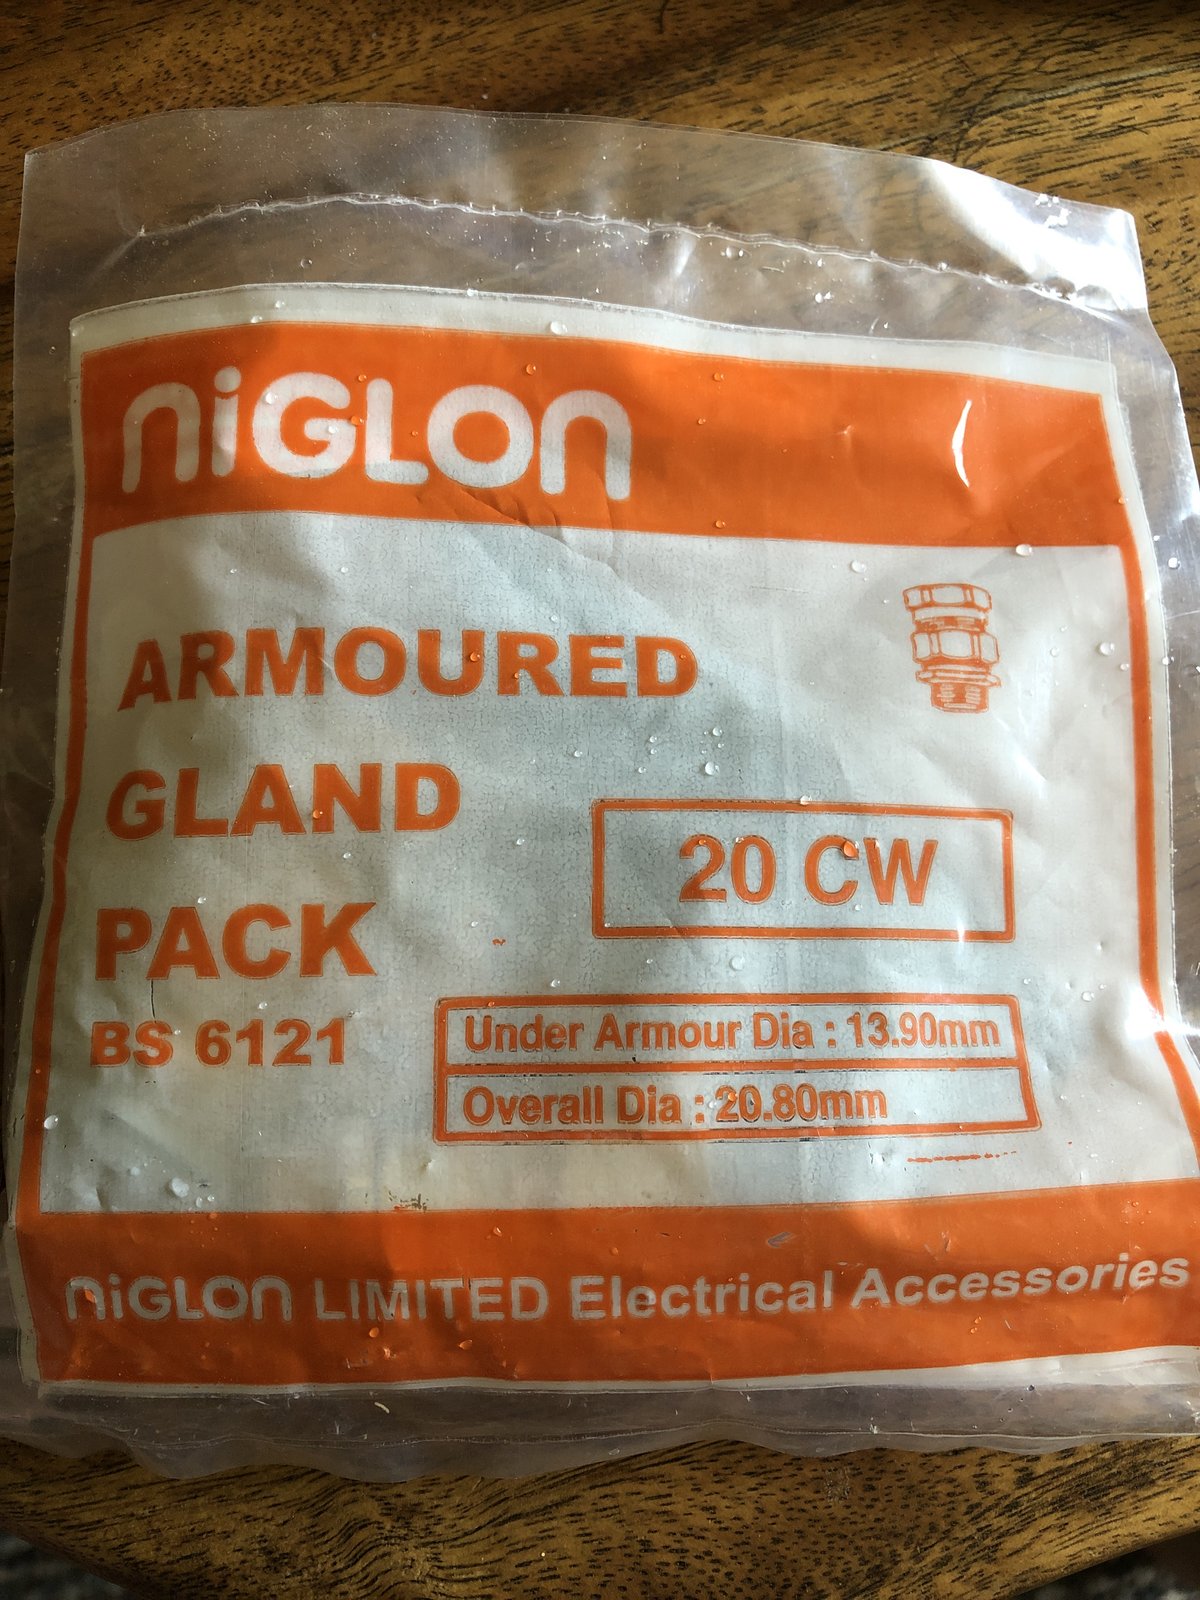 niGLOn
ARMOURED
GLAND
PACK
20 CW
BS 6121
Under Armour Dia : 13.90mm
Overall Dia : 20.80mm
niGLOn LIMITED Electrical Accessories